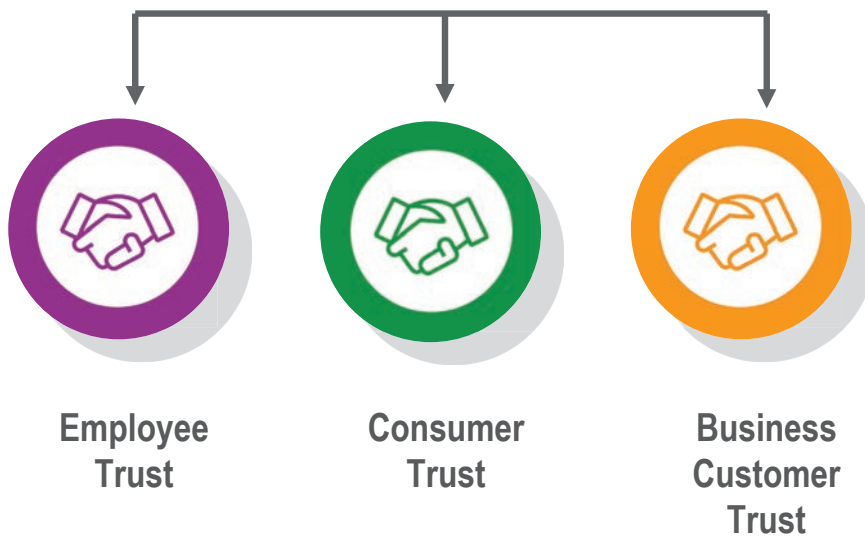 Employee
Trust
Consumer
Trust
Business
Customer
Trust